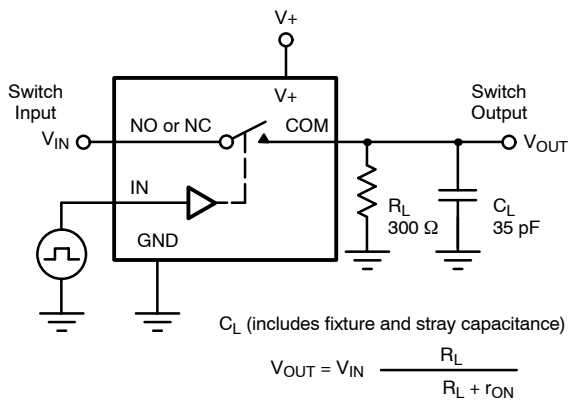 V+
V+
Switch
Input
Switch
Output
VIN
NO or NC
COM
VOUT
IN
RL
300 Ω
CL
35 pF
GND
CL (includes fixture and stray capacitance)
VOUT = VIN RL
RL + rON